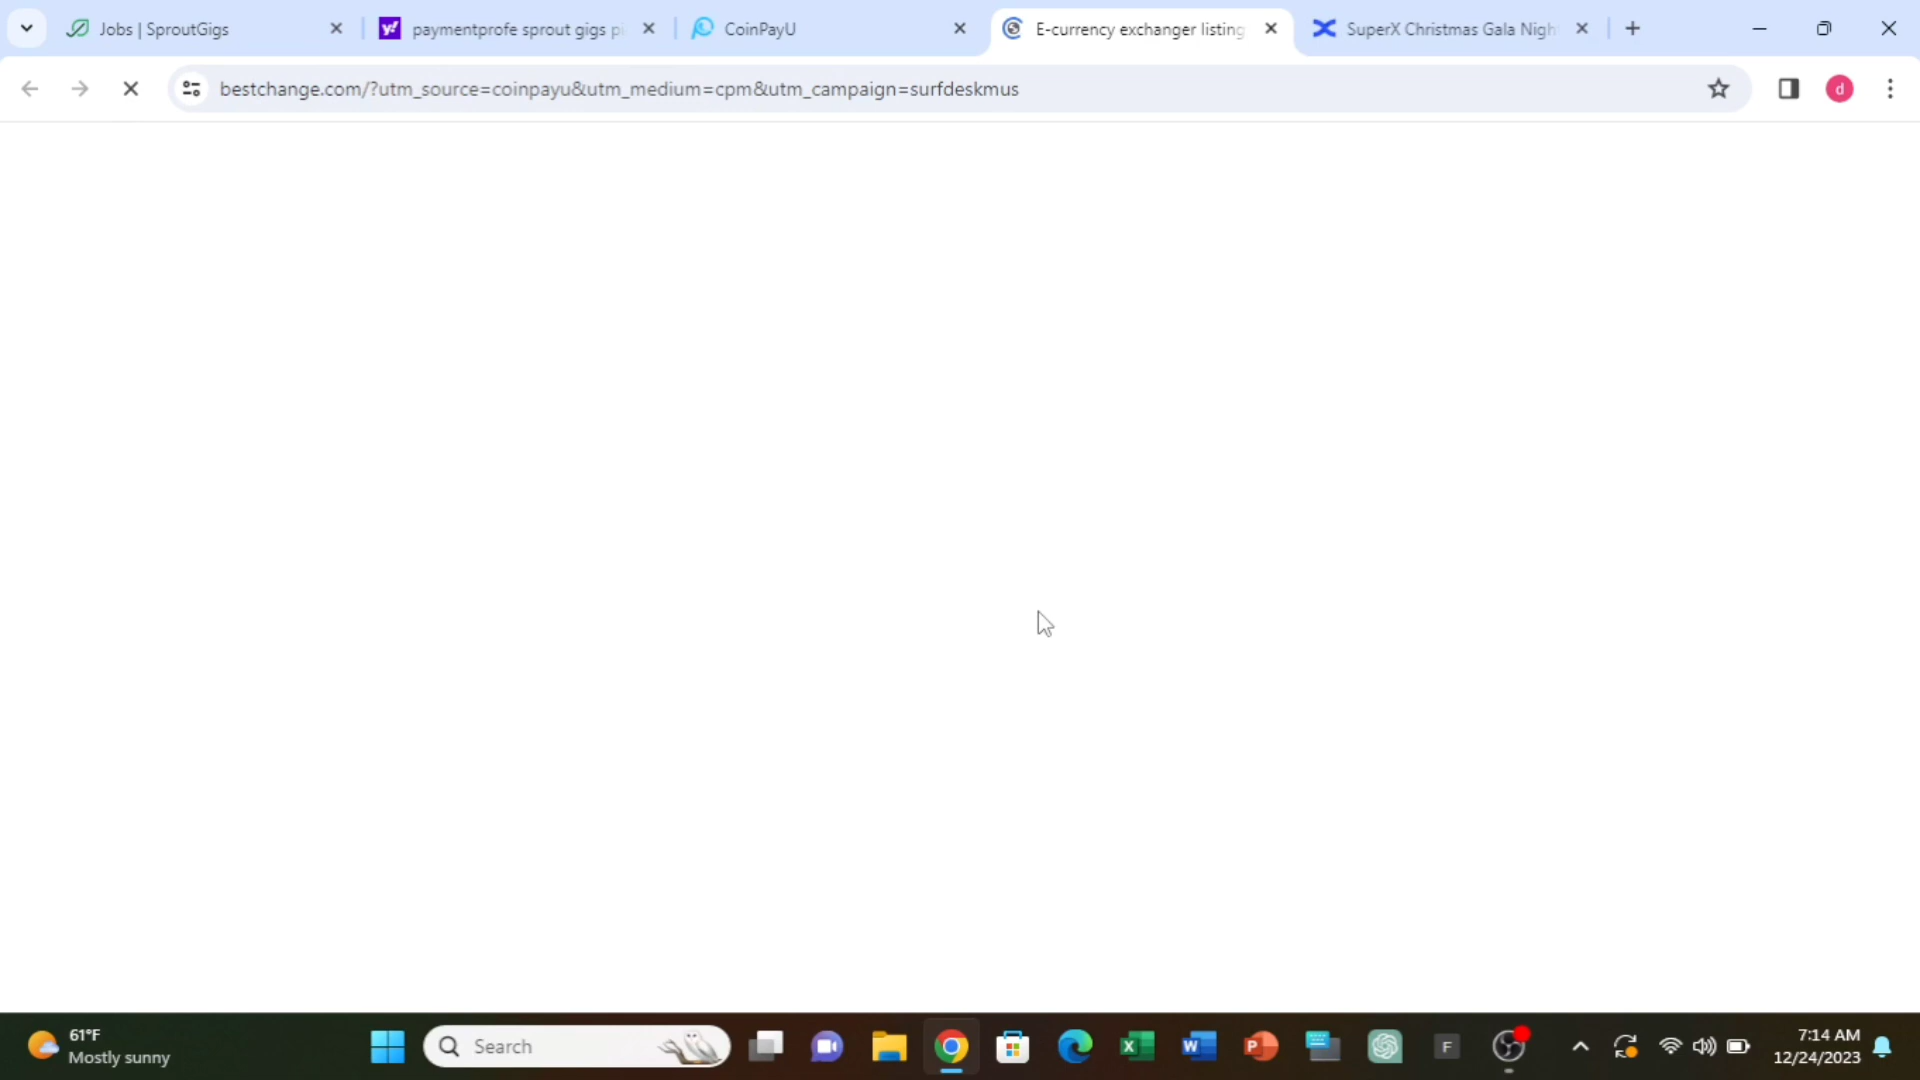 Jobs | SproutGigs
paymentprofe sprout gigs pi
CoinPayU
E-currency exchanger listing
SuperX Christmas Gala Nigh
bestchange.com/?utm_source=coinpayu&utm_medium=cpm&utm_campaign=surfdeskmus
d
61°F
Mostly sunny
Search
F
7:14 AM
12/24/2023